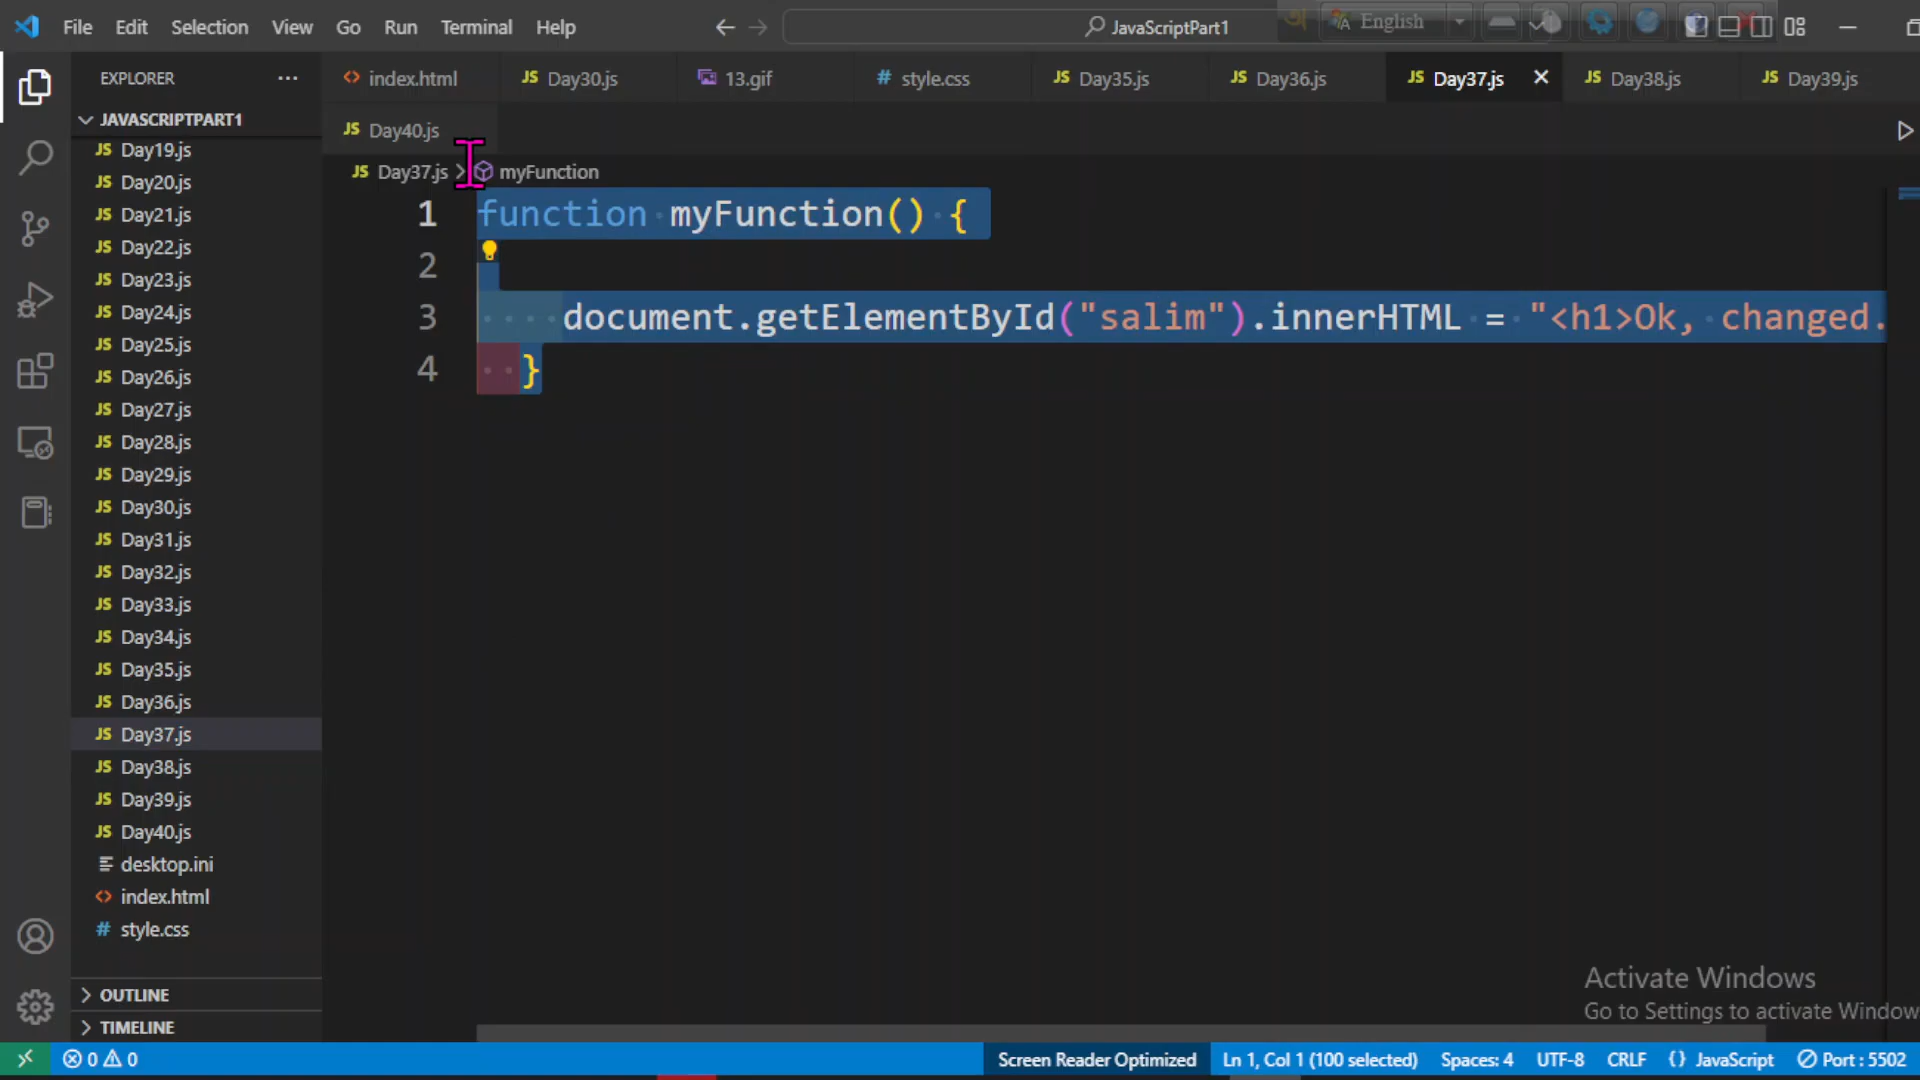 File Edit Selection View Go Run Terminal Help JavaScriptPart1 English
EXPLORER
index.html Day30.js 13.gif style.css Day35.js Day36.js Day37.js Day38.js Day39.js
Day40.js
Day37.js > myFunction
JAVASCRIPTPART1
Day19.js
Day20.js
Day21.js
Day22.js
Day23.js
Day24.js
Day25.js
Day26.js
Day27.js
Day28.js
Day29.js
Day30.js
Day31.js
Day32.js
Day33.js
Day34.js
Day35.js
Day36.js
Day37.js
Day38.js
Day39.js
Day40.js
desktop.ini
index.html
style.css
OUTLINE
TIMELINE
1 function myFunction() {
2
3 document.getElementById("salim").innerHTML = "<h1>Ok, changed.
4 }
Activate Windows
Go to Settings to activate Window
0 0 Screen Reader Optimized Ln 1, Col 1 (100 selected) Spaces: 4 UTF-8 CRLF {} JavaScript Port : 5502